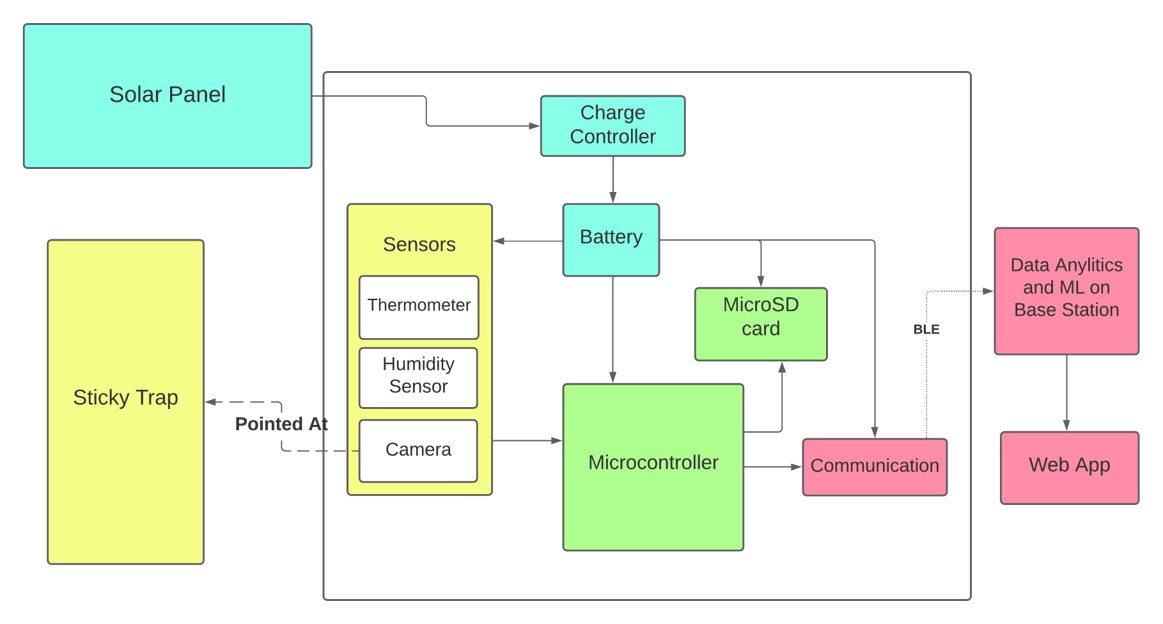 Solar Panel
Charge
Controller
Sensors
Battery
Thermometer
MicroSD
card
Humidity
Sensor
Data Anylitics
and ML on
Base Station
BLE
Sticky Trap
Pointed At
Camera
Microcontroller
Communication
Web App